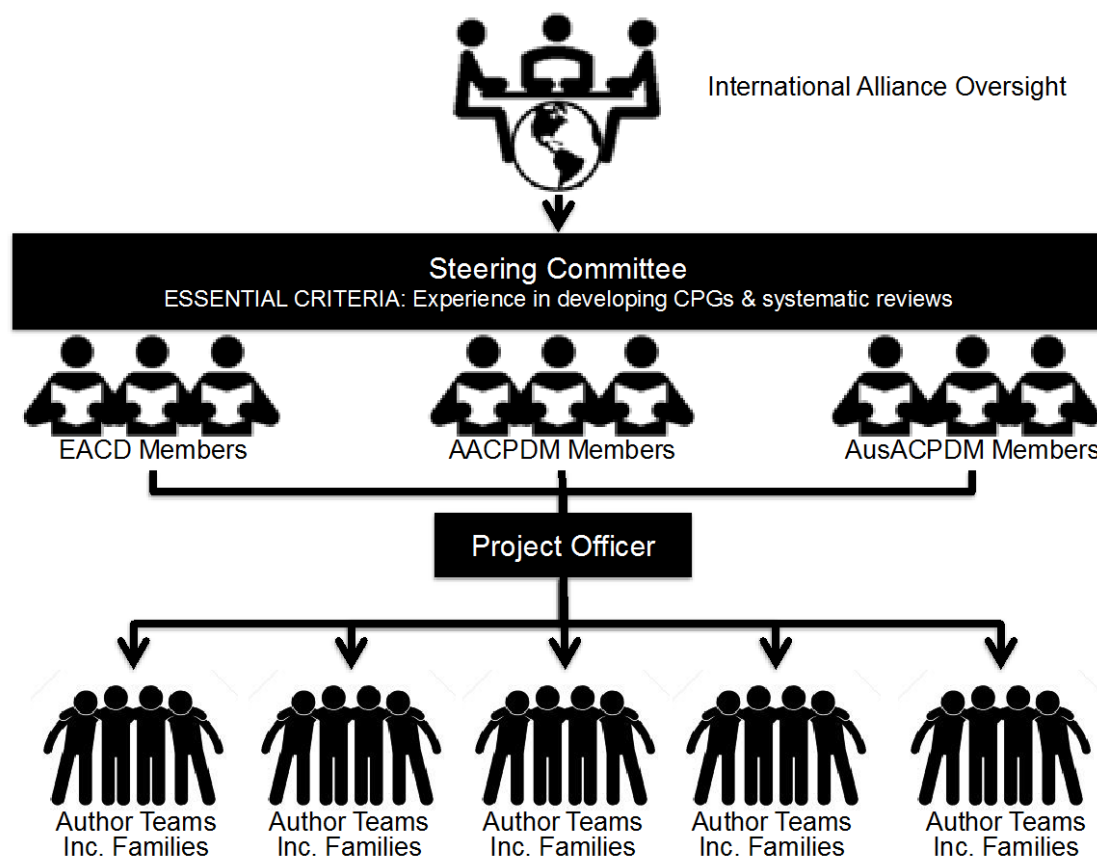 International Alliance Oversight
Steering Committee
ESSENTIAL CRITERIA: Experience in developing CPGs & systematic reviews
EACD Members
AACPDM Members
AusACPDM Members
Project Officer
Author Teams
Inc. Families
Author Teams
Inc. Families
Author Teams
Inc. Families
Author Teams
Inc. Families
Author Teams
Inc. Families